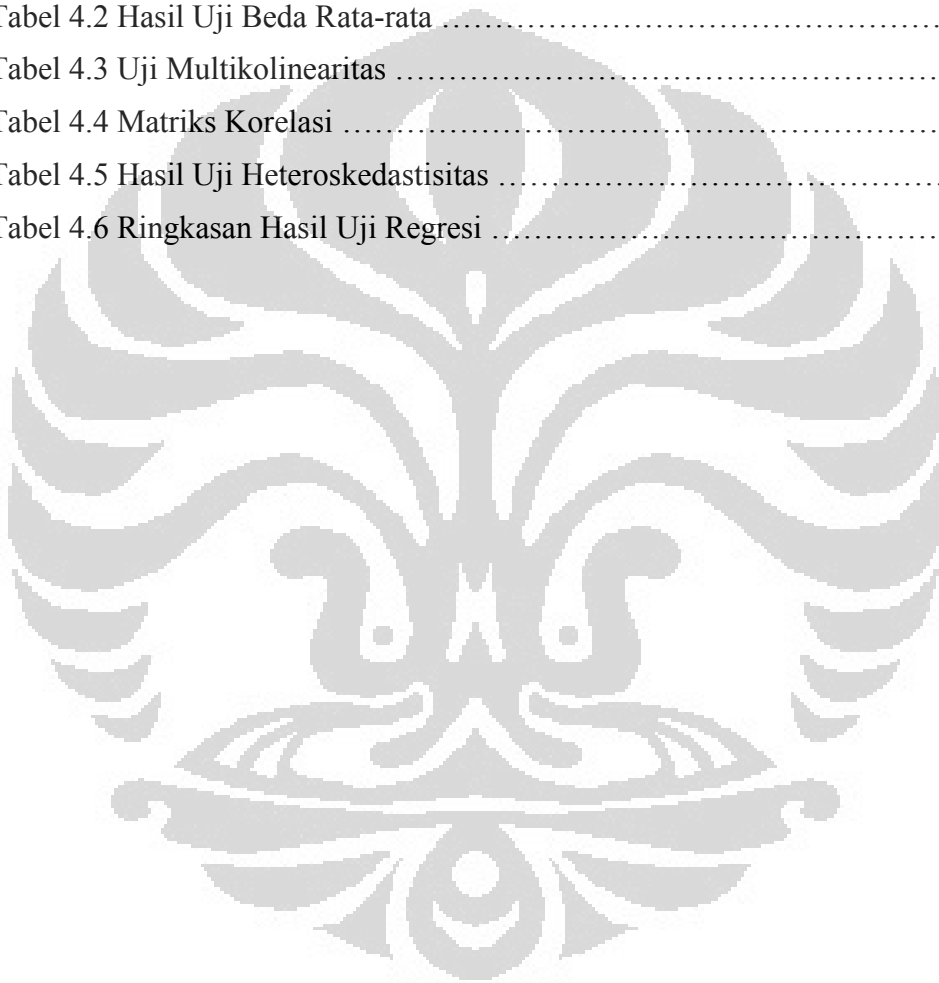 Tabel 4.2 Hasil Uji Beda Rata-rata ………………………………………………
Tabel 4.3 Uji Multikolinearitas ……………………………………………………
Tabel 4.4 Matriks Korelasi …………………………………………………………
Tabel 4.5 Hasil Uji Heteroskedastisitas …………………………………………
Tabel 4.6 Ringkasan Hasil Uji Regresi …………………………………………